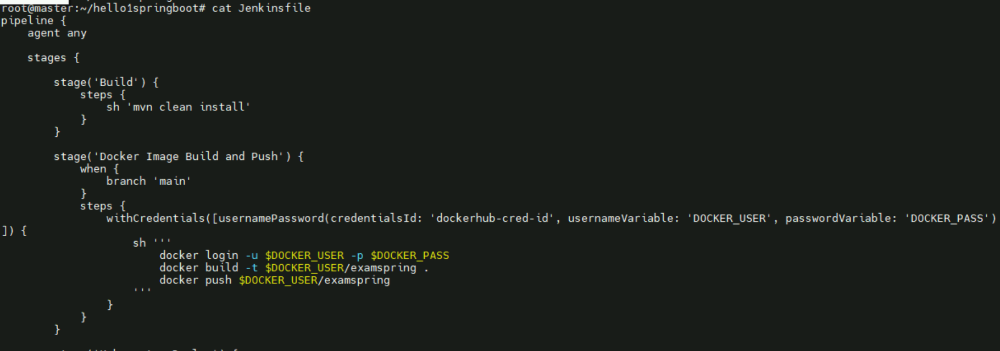 root@master:~/hello1springboot# cat Jenkinsfile
pipeline {
    agent any
    stages {
        stage('Build') {
            steps {
                sh 'mvn clean install'
            }
        }
        stage('Docker Image Build and Push') {
            when {
                branch 'main'
            }
            steps {
                withCredentials([usernamePassword(credentialsId: 'dockerhub-cred-id', usernameVariable: 'DOCKER_USER', passwordVariable: 'DOCKER_PASS')
]) {
                    sh '''
                        docker login -u $DOCKER_USER -p $DOCKER_PASS
                        docker build -t $DOCKER_USER/examspring .
                        docker push $DOCKER_USER/examspring
                    '''
                }
            }
        }